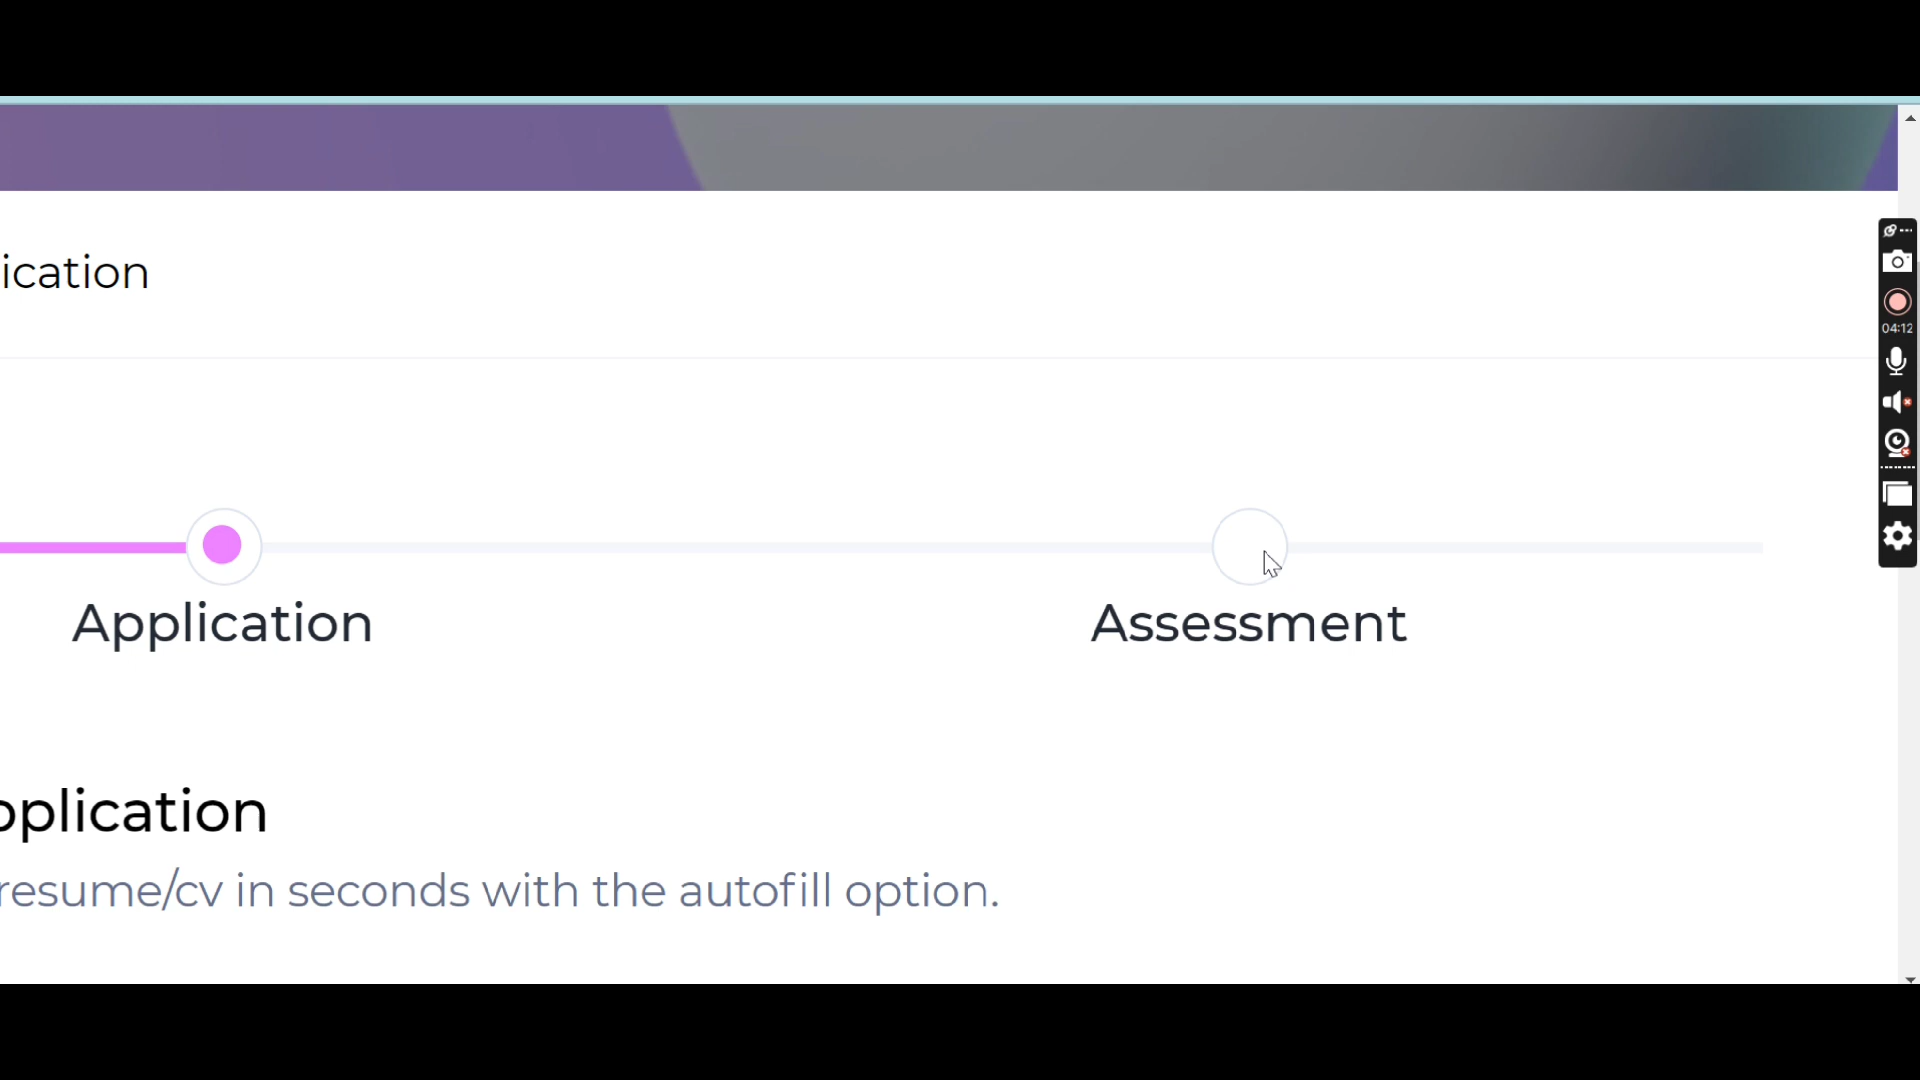 ication
04:12
Application
Assessment
pplication
resume/cv in seconds with the autofill option.